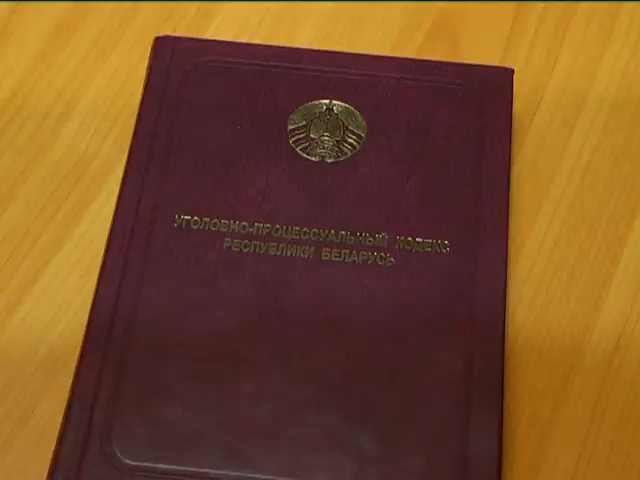 УГОЛОВНО-ПРОЦЕССУАЛЬНЫЙ КОДЕКС
РЕСПУБЛИКИ БЕЛАРУСЬ